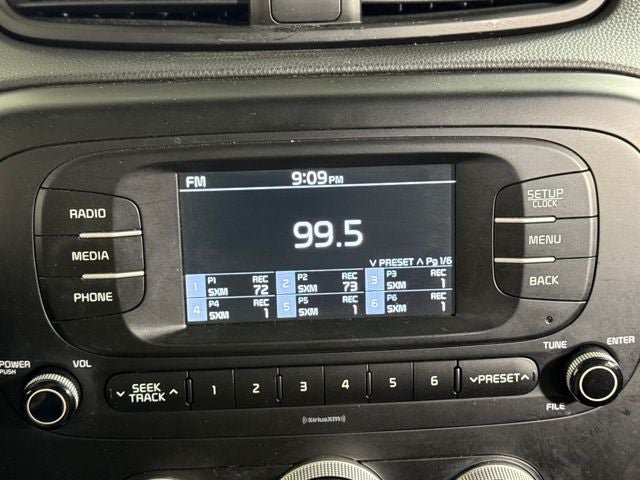 FM 9:09 PM
99.5
∨ PRESET ∧ Pg 1/6
1 P1 REC 2 P2 REC 3 P3 REC
SXM 72 SXM 73 SXM 1
4 P4 REC 5 P5 REC 6 P6 REC
SXM 1 SXM 1 SXM 1
RADIO
MEDIA
PHONE
SETUP
CLOCK
MENU
BACK
POWER
PUSH
VOL
∨ SEEK ∧
TRACK
1 2 3 4 5 6
∨PRESET∧
TUNE
ENTER
FILE
((SiriusXM))